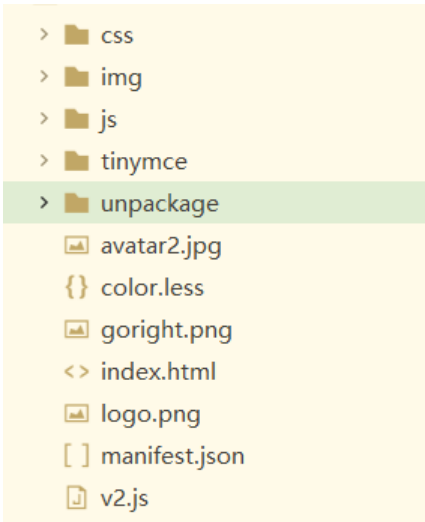 css
img
js
tinymce
unpackage
avatar2.jpg
color.less
goright.png
index.html
logo.png
manifest.json
v2.js